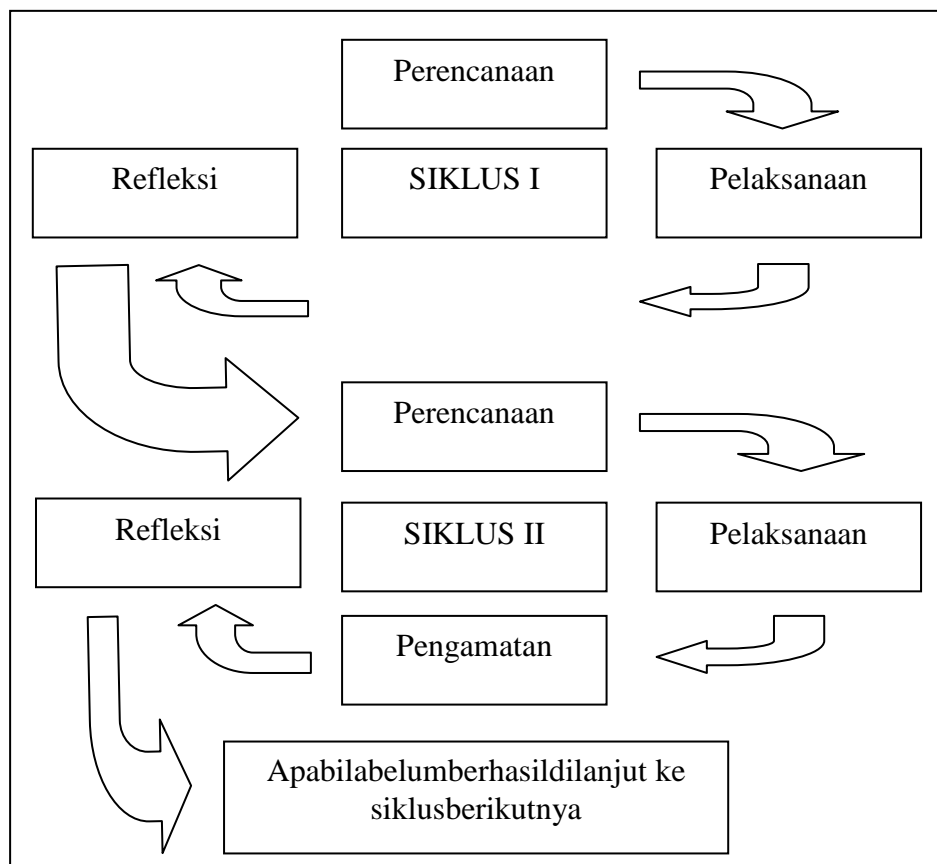 Perencanaan
Refleksi
SIKLUS I
Pelaksanaan
Perencanaan
Refleksi
SIKLUS II
Pelaksanaan
Pengamatan
Apabilabelumberhasildilanjut ke
siklusberikutnya